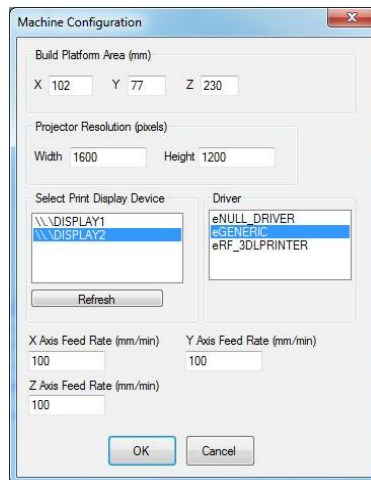 Machine Configuration
Build Platform Area (mm)
X 102 Y 77 Z 230
Projector Resolution (pixels)
Width 1600 Height 1200
Select Print Display Device Driver
\\.\DISPLAY1 eNULL_DRIVER
\\.\DISPLAY2 eGENERIC
eRF_3DLPRINTER
Refresh
X Axis Feed Rate (mm/min) Y Axis Feed Rate (mm/min)
100 100
Z Axis Feed Rate (mm/min)
100
OK Cancel